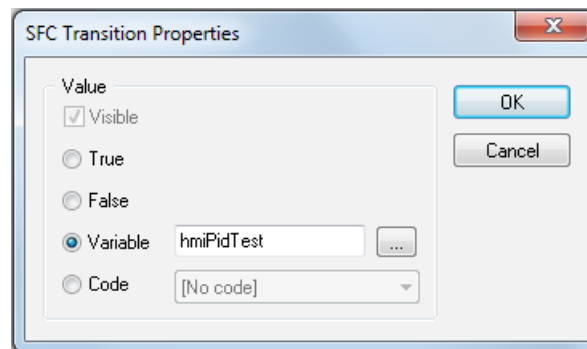 SFC Transition Properties
Value
Visible
True
False
Variable hmiPidTest ...
Code [No code]
OK
Cancel